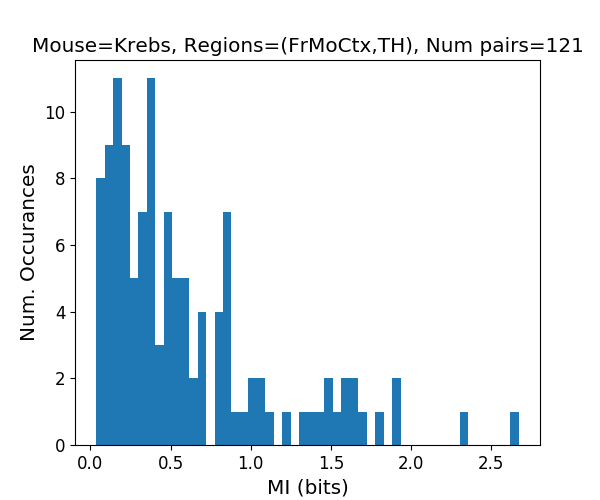 Mouse=Krebs, Regions=(FrMoCtx,TH), Num pairs=121
Num. Occurances
10
8
6
4
2
0
0.0 0.5 1.0 1.5 2.0 2.5
MI (bits)